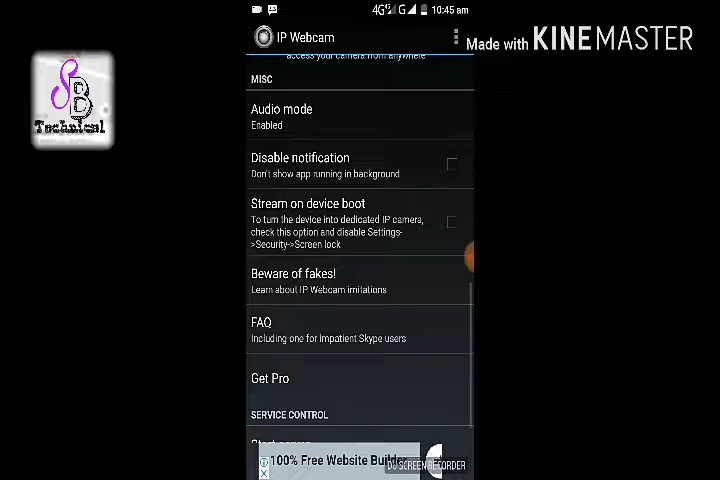 4G G 10:45 am
IP Webcam
Made with KINEMASTER
access your camera from anywhere
MISC
SB
Technical
Audio mode
Enabled
Disable notification
Don't show app running in background
Stream on device boot
To turn the device into dedicated IP camera,
check this option and disable Settings-
>Security->Screen lock
Beware of fakes!
Learn about IP Webcam imitations
FAQ
Including one for Impatient Skype users
Get Pro
SERVICE CONTROL
Start server
100% Free Website Builder
DU SCREEN RECORDER